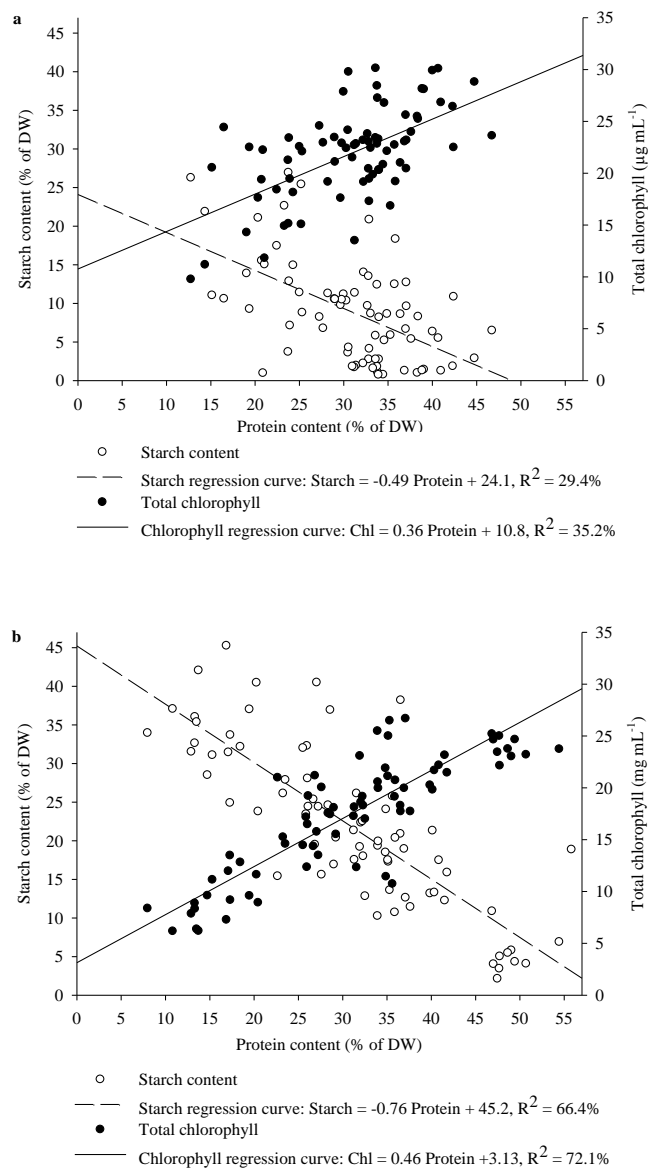 a
45
40
35
30
25
20
15
10
5
0
Starch content (% of DW)
35
30
25
20
15
10
5
0
Total chlorophyll (µg mL⁻¹)
0 5 10 15 20 25 30 35 40 45 50 55
Protein content (% of DW)
Starch content
Starch regression curve: Starch = -0.49 Protein + 24.1, R² = 29.4%
Total chlorophyll
Chlorophyll regression curve: Chl = 0.36 Protein + 10.8, R² = 35.2%
b
45
40
35
30
25
20
15
10
5
0
Starch content (% of DW)
35
30
25
20
15
10
5
0
Total chlorophyll (mg mL⁻¹)
0 5 10 15 20 25 30 35 40 45 50 55
Protein content (% of DW)
Starch content
Starch regression curve: Starch = -0.76 Protein + 45.2, R² = 66.4%
Total chlorophyll
Chlorophyll regression curve: Chl = 0.46 Protein +3.13, R² = 72.1%